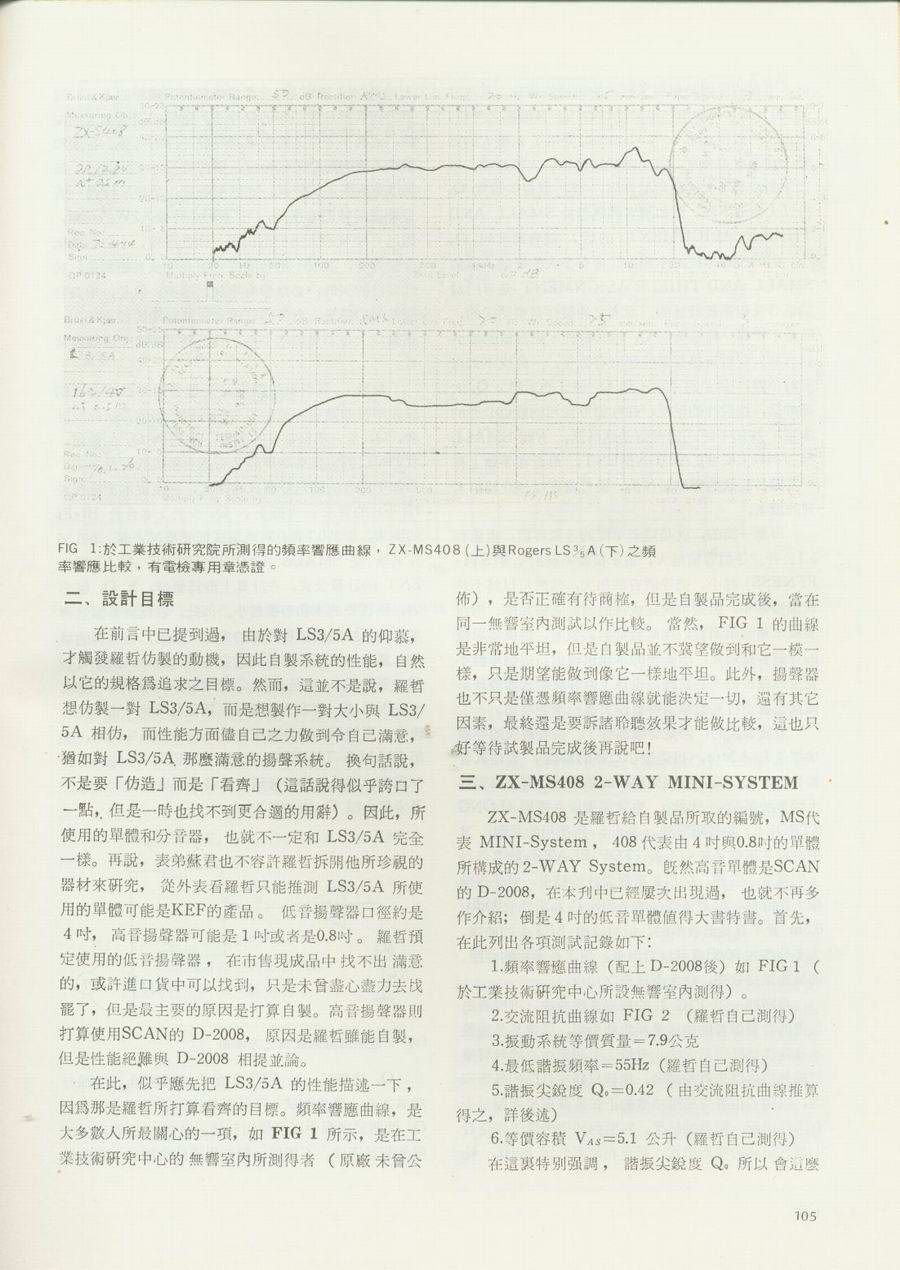 Multiply Freq. Scale by
QP 0124
QP 0124
FIG 1:於工業技術研究院所測得的頻率響應曲線，ZX-MS408(上)與Rogers LS³⁄₅A(下)之頻
率響應比較，有電檢專用章憑證。
二、設計目標
在前言中已提到過， 由於對 LS3/5A 的仰慕，
才觸發羅哲仿製的動機，因此自製系統的性能，自然
以它的規格爲追求之目標。然而，這並不是說，羅哲
想仿製一對 LS3/5A，而是想製作一對大小與 LS3/
5A 相仿， 而性能方面儘自己之力做到令自己滿意，
猶如對 LS3/5A 那麼滿意的揚聲系統。 換句話說，
不是要「仿造」而是「看齊」（這話說得似乎誇口了
一點，但是一時也找不到更合適的用辭）。因此，所
使用的單體和分音器， 也就不一定和 LS3/5A 完全
一樣。再說，表弟蘇君也不容許羅哲拆開他所珍視的
器材來研究， 從外表看羅哲只能推測 LS3/5A 所使
用的單體可能是KEF的產品。 低音揚聲器口徑約是
4 吋， 高音揚聲器可能是 1 吋或者是0.8吋。 羅哲預
定使用的低音揚聲器， 在市售現成品中找不出滿意
的，或許進口貨中可以找到，只是未曾盡心盡力去找
罷了，但是最主要的原因是打算自製。高音揚聲器則
打算使用SCAN的 D-2008， 原因是羅哲雖能自製，
但是性能絕難與 D-2008 相提並論。
在此，似乎應先把 LS3/5A 的性能描述一下，
因爲那是羅哲所打算看齊的目標。頻率響應曲線，是
大多數人所最關心的一項，如 FIG 1 所示，是在工
業技術研究中心的無響室內所測得者 （原廠未曾公
佈），是否正確有待商榷，但是自製品完成後，當在
同一無響室內測試以作比較。 當然， FIG 1 的曲線
是非常地平坦，但是自製品並不冀望做到和它一模一
樣，只是期望能做到像它一樣地平坦。此外，揚聲器
也不只是僅憑頻率響應曲線就能決定一切，還有其它
因素，最終還是要訴諸聆聽效果才能做比較，這也只
好等待試製品完成後再說吧！
三、ZX-MS408 2-WAY MINI-SYSTEM
ZX-MS408 是羅哲給自製品所取的編號，MS代
表 MINI-System ， 408 代表由 4 吋與0.8吋的單體
所構成的 2-WAY System。旣然高音單體是SCAN
的 D-2008，在本刋中已經屢次出現過， 也就不再多
作介紹；倒是 4 吋的低音單體值得大書特書。首先，
在此列出各項測試記錄如下：
1.頻率響應曲線（配上 D-2008後）如 FIG 1 （
於工業技術研究中心所設無響室內測得）。
2.交流阻抗曲線如 FIG 2 （羅哲自己測得）
3.振動系統等價質量＝7.9公克
4.最低諧振頻率＝55Hz（羅哲自己測得）
5.諧振尖銳度 Q₀＝0.42 （由交流阻抗曲線推算
得之，詳後述）
6.等價容積 VAS＝5.1 公升（羅哲自己測得）
在這裏特别强調， 諧振尖銳度 Q₀ 所以會這麼
105